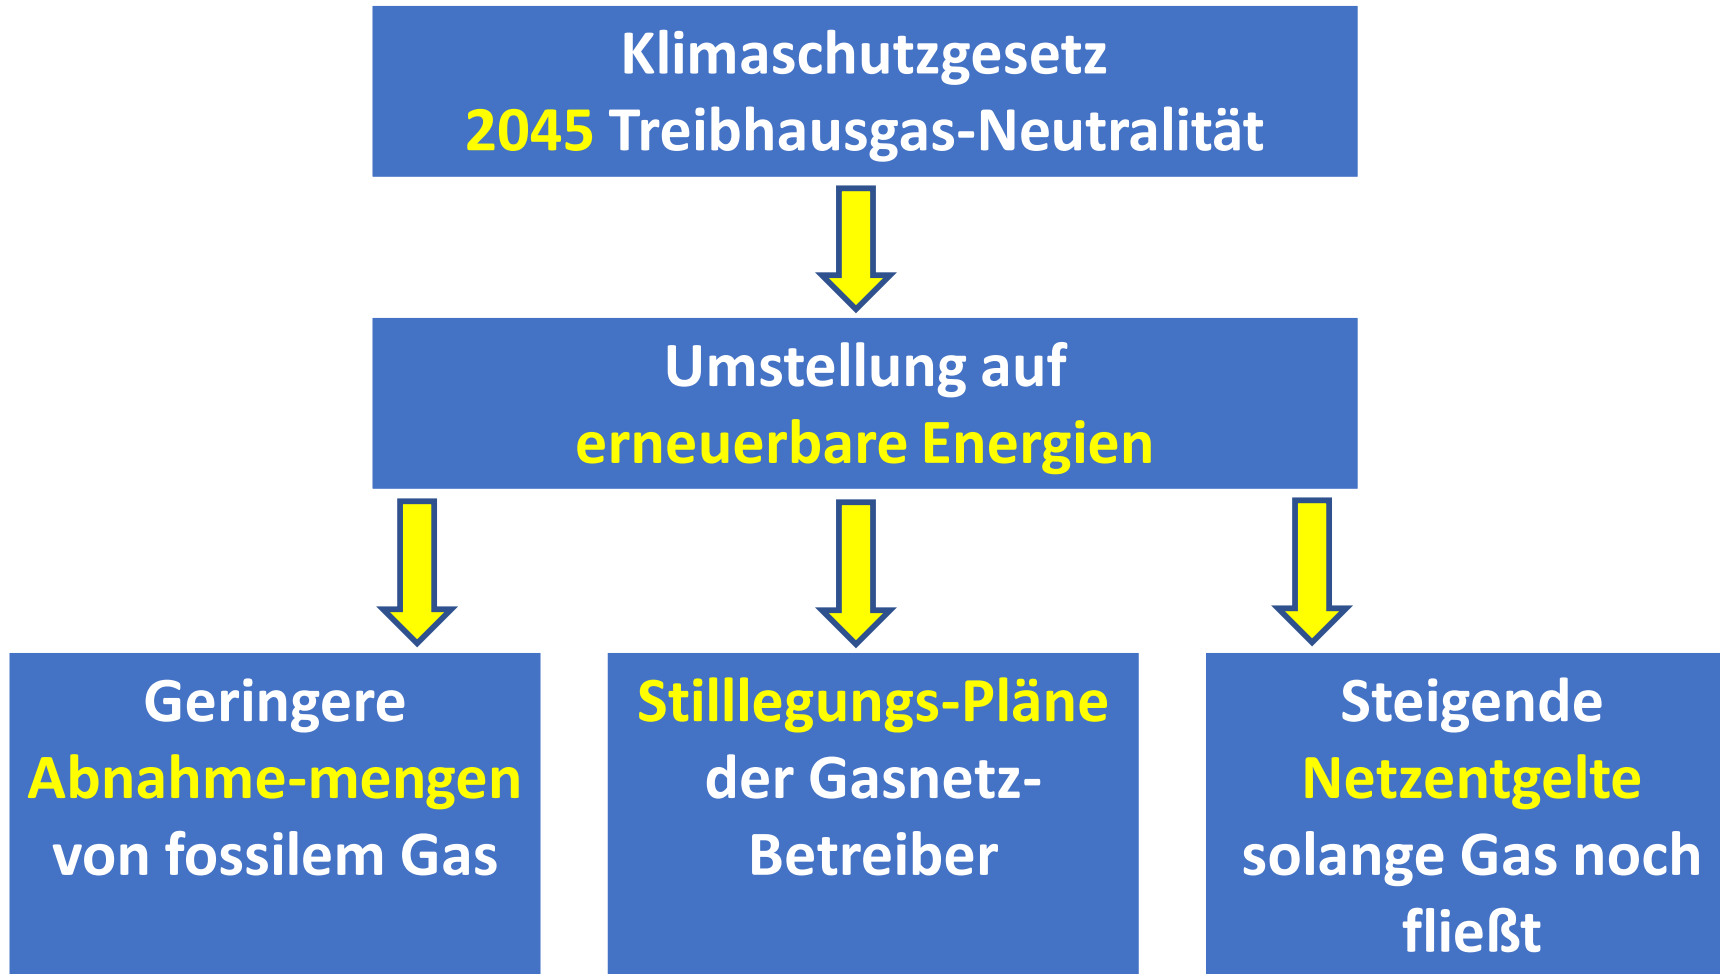 Klimaschutzgesetz
2045 Treibhausgas-Neutralität
Umstellung auf
erneuerbare Energien
Geringere
Abnahme-mengen
von fossilem Gas
Stilllegungs-Pläne
der Gasnetz-
Betreiber
Steigende
Netzentgelte
solange Gas noch
fließt